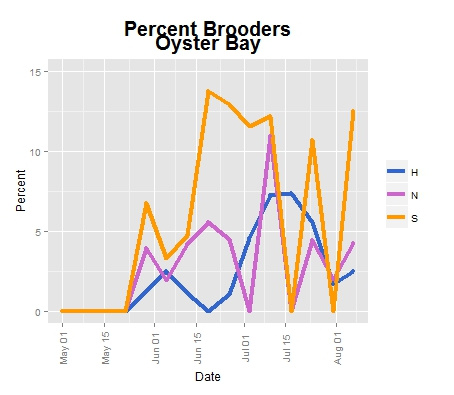 Percent Brooders
Oyster Bay
15
10
5
0
Percent
May 01
May 15
Jun 01
Jun 15
Jul 01
Jul 15
Aug 01
Date
H
N
S